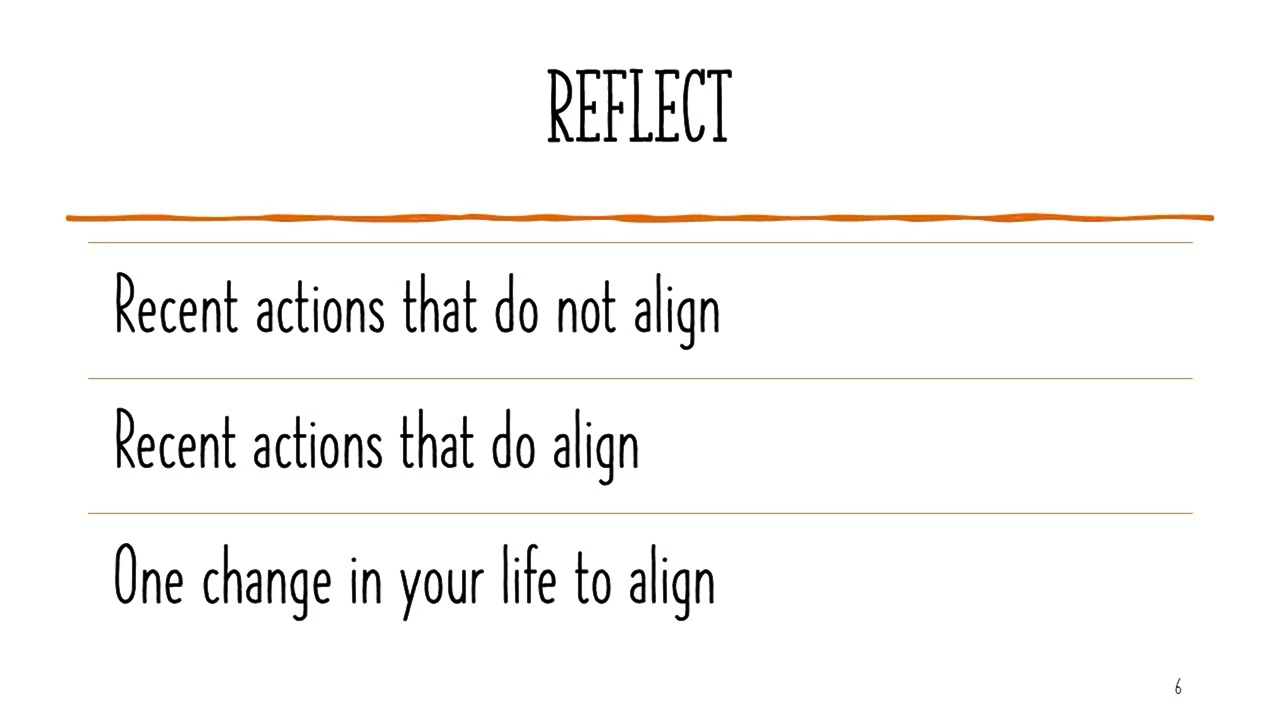 REFLECT
Recent actions that do not align
Recent actions that do align
One change in your life to align
6